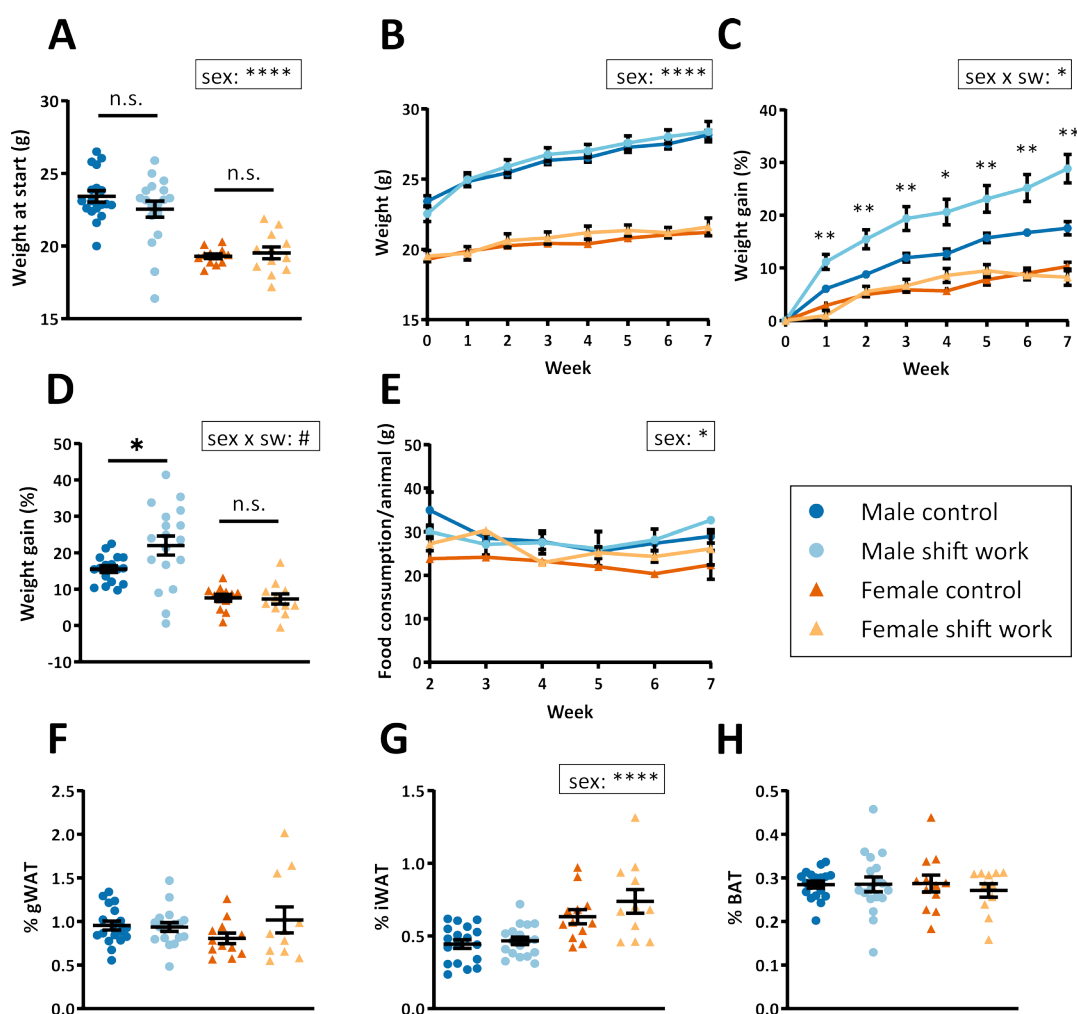 A
sex: ****
n.s.
n.s.
Weight at start (g)
30
25
20
15
B
sex: ****
Weight (g)
30
25
20
15
0 1 2 3 4 5 6 7
Week
C
sex x sw: *
Weight gain (%)
40
30
20
10
0
** ** ** * ** ** **
0 1 2 3 4 5 6 7
Week
D
sex x sw: #
*
n.s.
Weight gain (%)
50
40
30
20
10
0
-10
E
sex: *
Food consumption/animal (g)
50
40
30
20
10
0
2 3 4 5 6 7
Week
Male control
Male shift work
Female control
Female shift work
F
% gWAT
2.5
2.0
1.5
1.0
0.5
0.0
G
sex: ****
% iWAT
1.5
1.0
0.5
0.0
H
% BAT
0.5
0.4
0.3
0.2
0.1
0.0